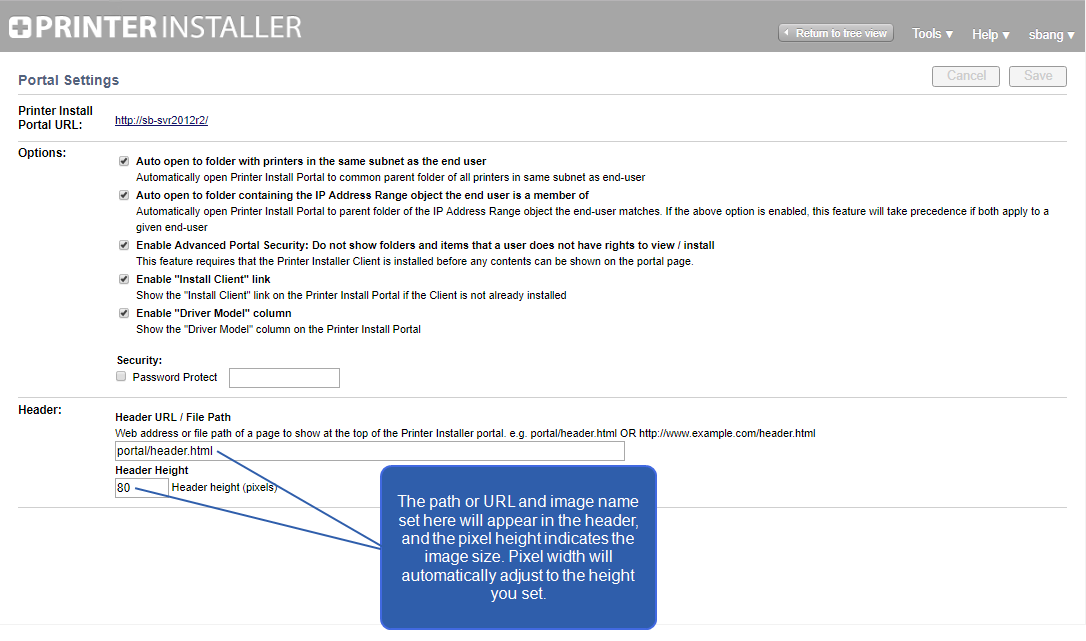 PRINTER INSTALLER
Return to tree view Tools ▼ Help ▼ sbang ▼
Portal Settings
Cancel Save
Printer Install
Portal URL:
http://sb-svr2012r2/
Options:
Auto open to folder with printers in the same subnet as the end user
Automatically open Printer Install Portal to common parent folder of all printers in same subnet as end-user
Auto open to folder containing the IP Address Range object the end user is a member of
Automatically open Printer Install Portal to parent folder of the IP Address Range object the end-user matches. If the above option is enabled, this feature will take precedence if both apply to a
given end-user
Enable Advanced Portal Security: Do not show folders and items that a user does not have rights to view / install
This feature requires that the Printer Installer Client is installed before any contents can be shown on the portal page.
Enable "Install Client" link
Show the "Install Client" link on the Printer Install Portal if the Client is not already installed
Enable "Driver Model" column
Show the "Driver Model" column on the Printer Install Portal
Security:
Password Protect
Header:
Header URL / File Path
Web address or file path of a page to show at the top of the Printer Installer portal. e.g. portal/header.html OR http://www.example.com/header.html
portal/header.html
Header Height
80 Header height (pixels)
The path or URL and image name
set here will appear in the header,
and the pixel height indicates the
image size. Pixel width will
automatically adjust to the height
you set.